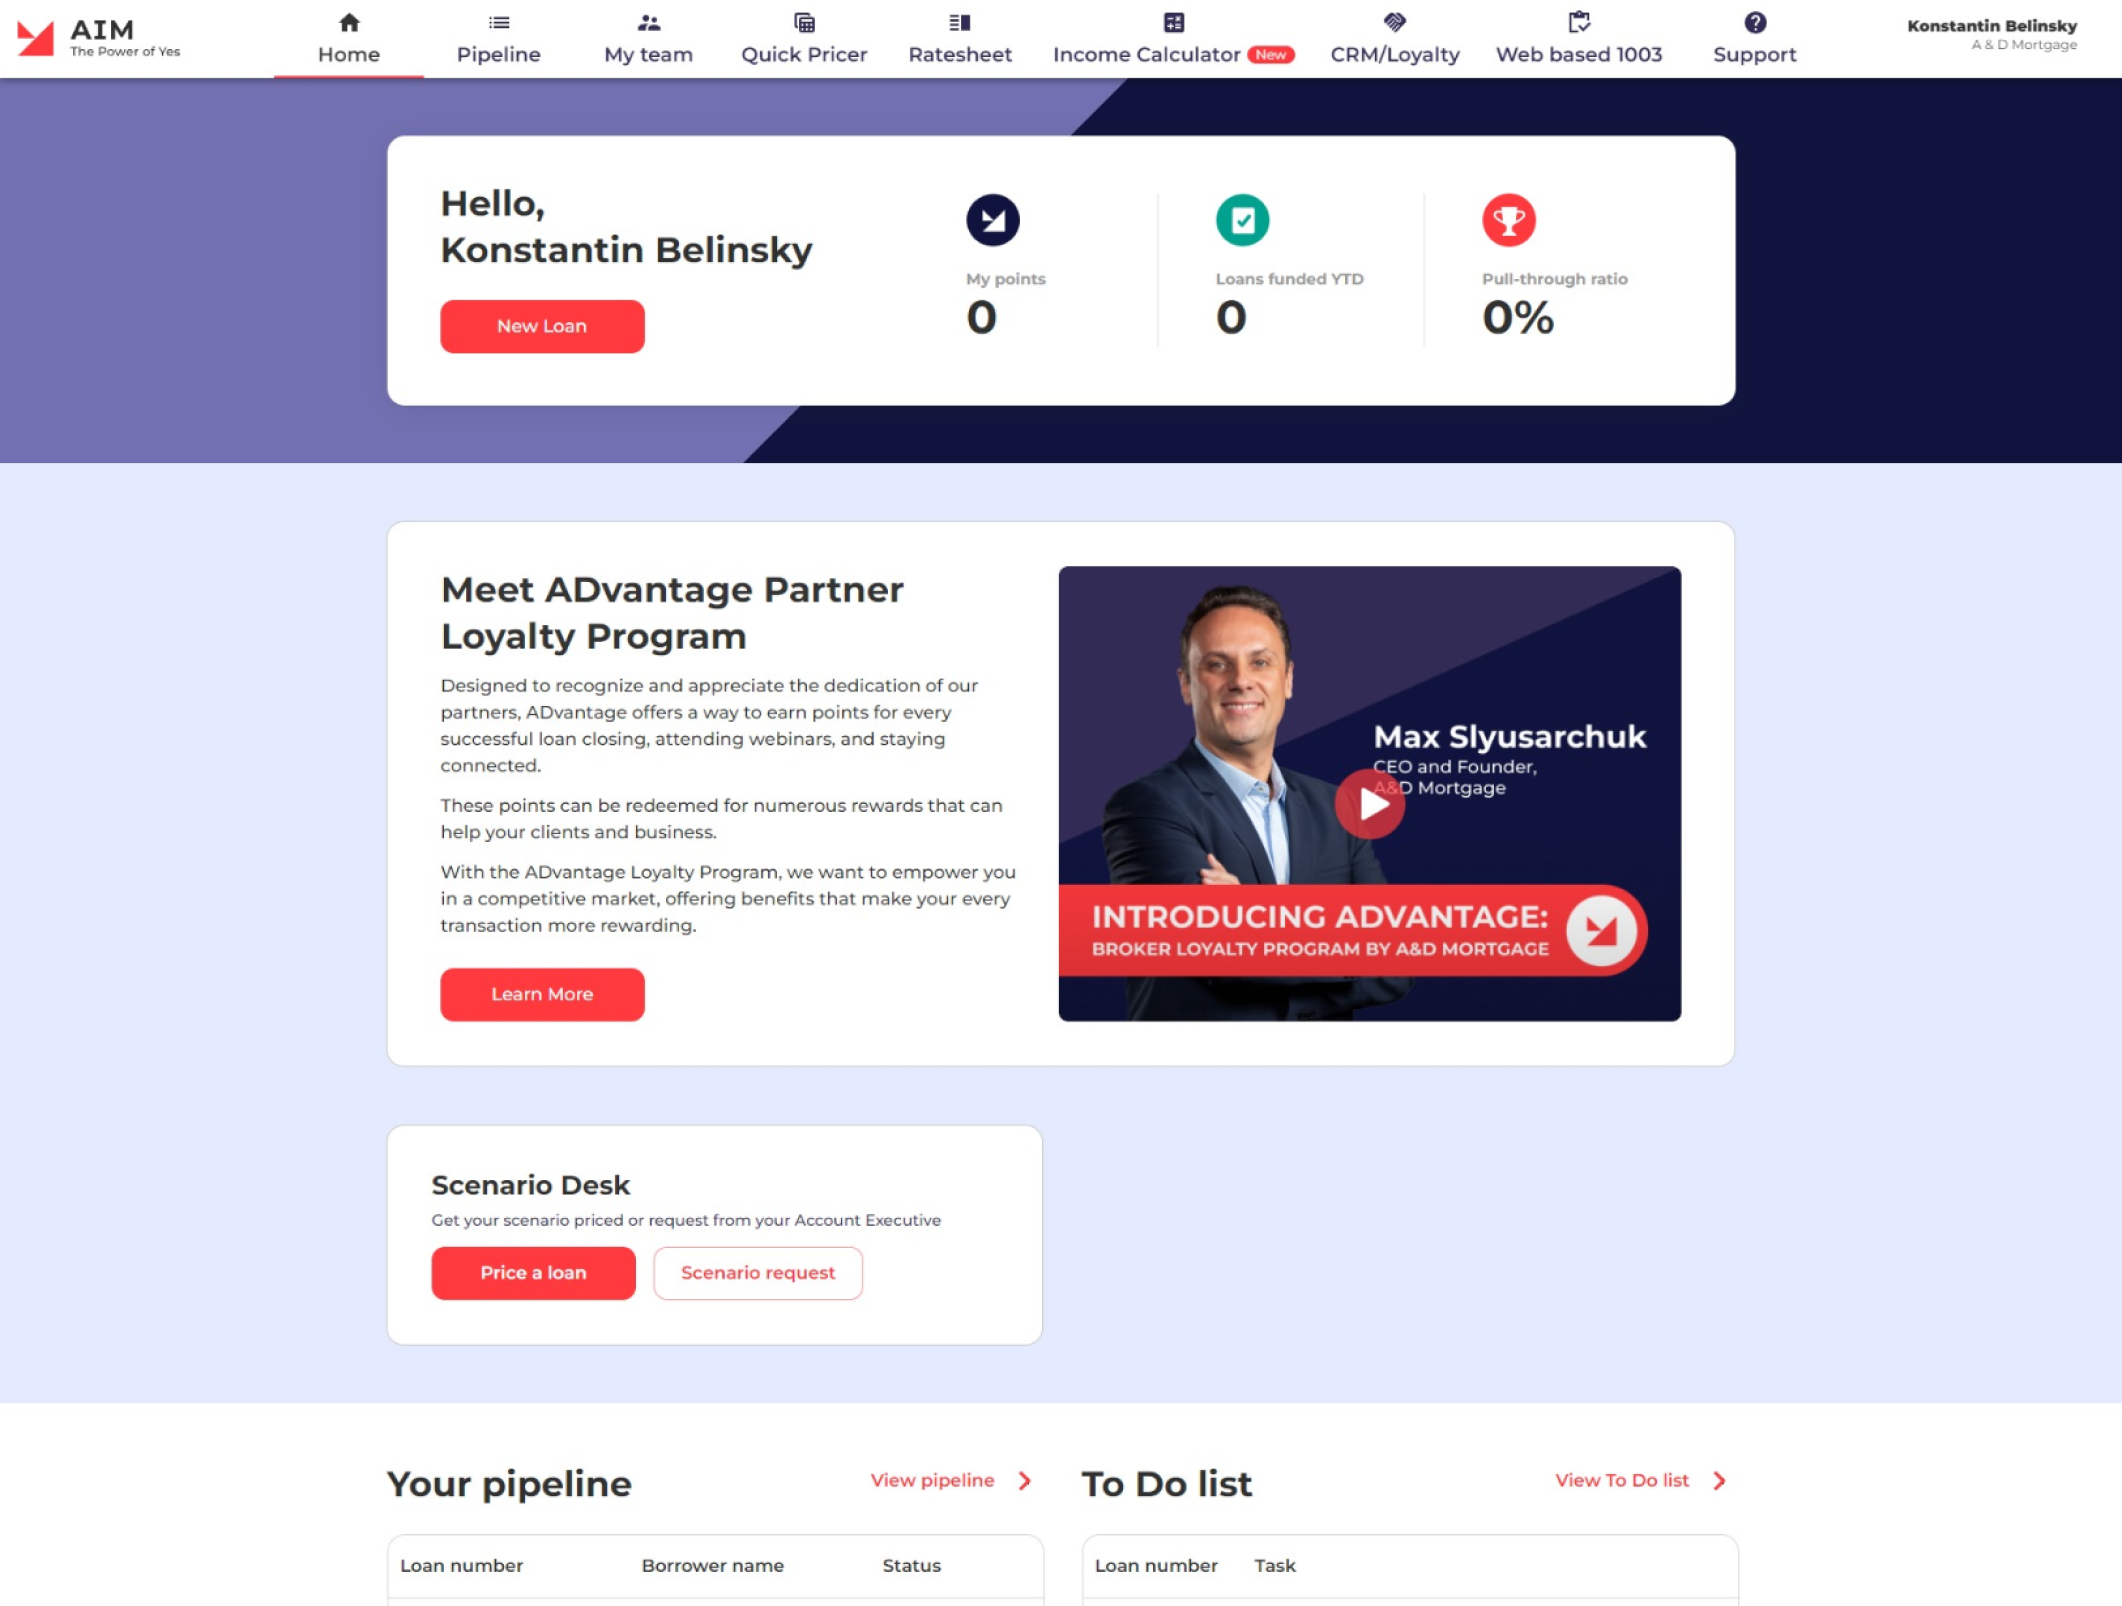 AIM
The Power of Yes
Home
Pipeline
My team
Quick Pricer
Ratesheet
Income Calculator New
CRM/Loyalty
Web based 1003
Support
Konstantin Belinsky
A & D Mortgage
Hello,
Konstantin Belinsky
New Loan
My points
0
Loans funded YTD
0
Pull-through ratio
0%
Meet ADvantage Partner
Loyalty Program
Designed to recognize and appreciate the dedication of our
partners, ADvantage offers a way to earn points for every
successful loan closing, attending webinars, and staying
connected.
These points can be redeemed for numerous rewards that can
help your clients and business.
With the ADvantage Loyalty Program, we want to empower you
in a competitive market, offering benefits that make your every
transaction more rewarding.
Learn More
Max Slyusarchuk
CEO and Founder,
A&D Mortgage
INTRODUCING ADVANTAGE:
BROKER LOYALTY PROGRAM BY A&D MORTGAGE
Scenario Desk
Get your scenario priced or request from your Account Executive
Price a loan
Scenario request
Your pipeline
View pipeline
Loan number
Borrower name
Status
To Do list
View To Do list
Loan number
Task